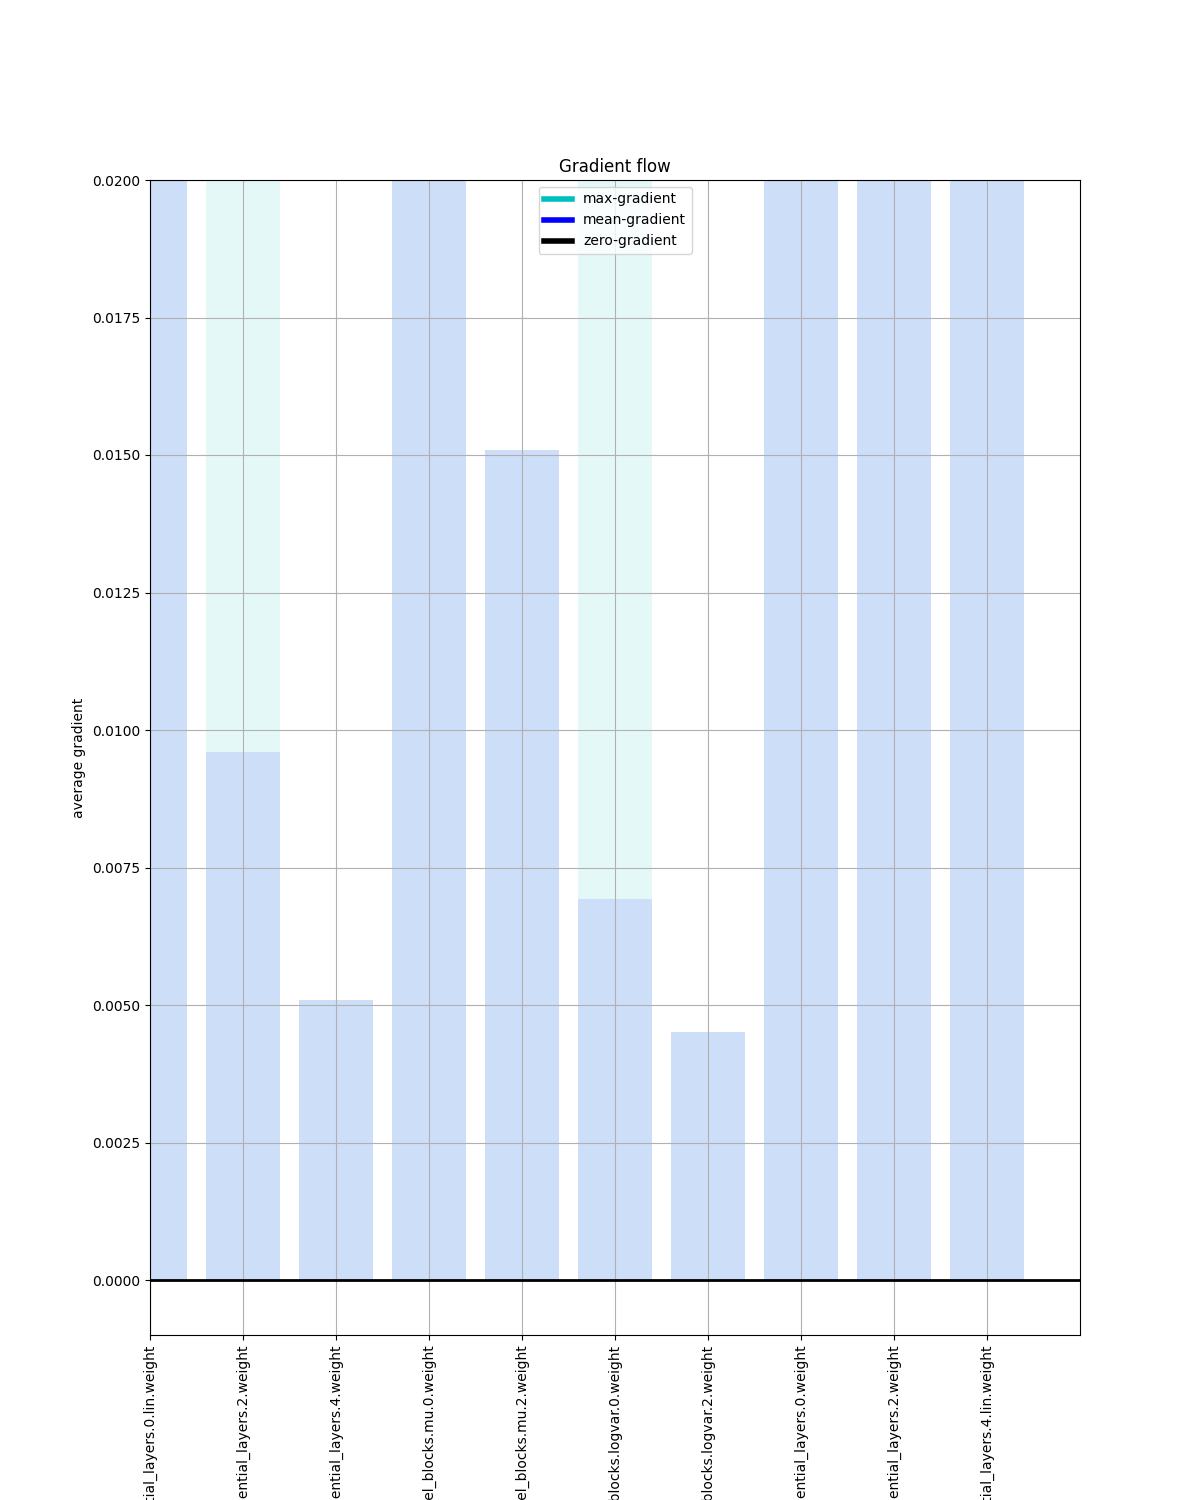 Gradient flow
max-gradient
mean-gradient
zero-gradient
0.0200
0.0175
0.0150
0.0125
0.0100
0.0075
0.0050
0.0025
0.0000
average gradient
tial_layers.0.lin.weight
ential_layers.2.weight
ential_layers.4.weight
el_blocks.mu.0.weight
el_blocks.mu.2.weight
blocks.logvar.0.weight
blocks.logvar.2.weight
ential_layers.0.weight
ential_layers.2.weight
tial_layers.4.lin.weight